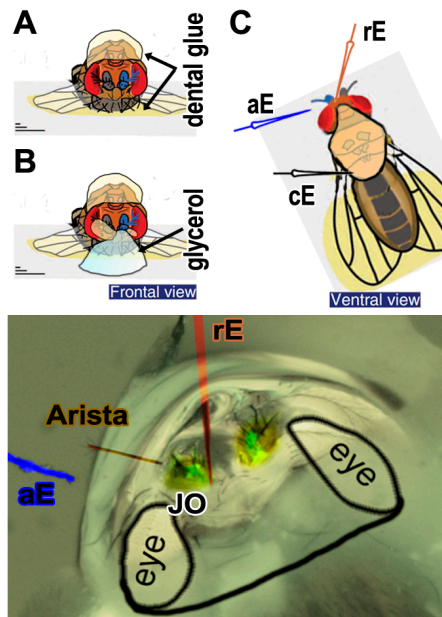 A
dental glue
B
glycerol
Frontal view
C
rE
aE
cE
Ventral view
rE
Arista
aE
JO
eye
eye